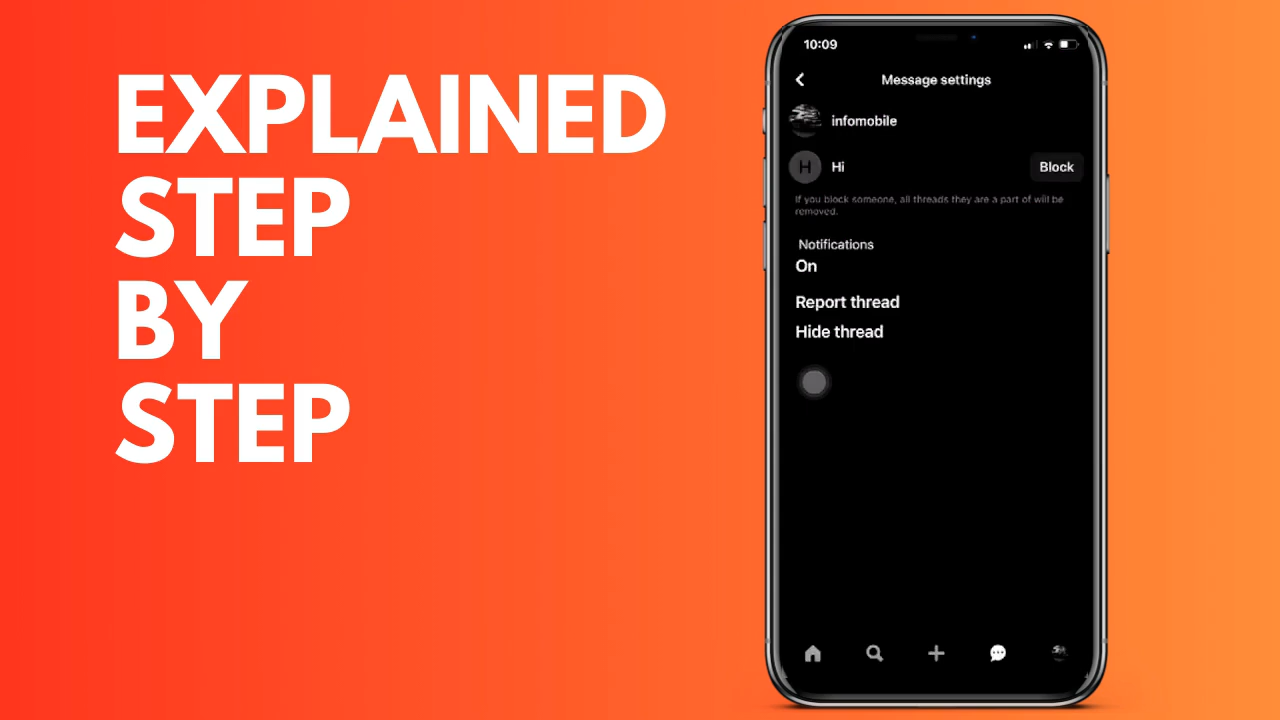 EXPLAINED
STEP
BY
STEP
10:09
Message settings
infomobile
H
Hi
Block
If you block someone, all threads they are a part of will be
removed.
Notifications
On
Report thread
Hide thread